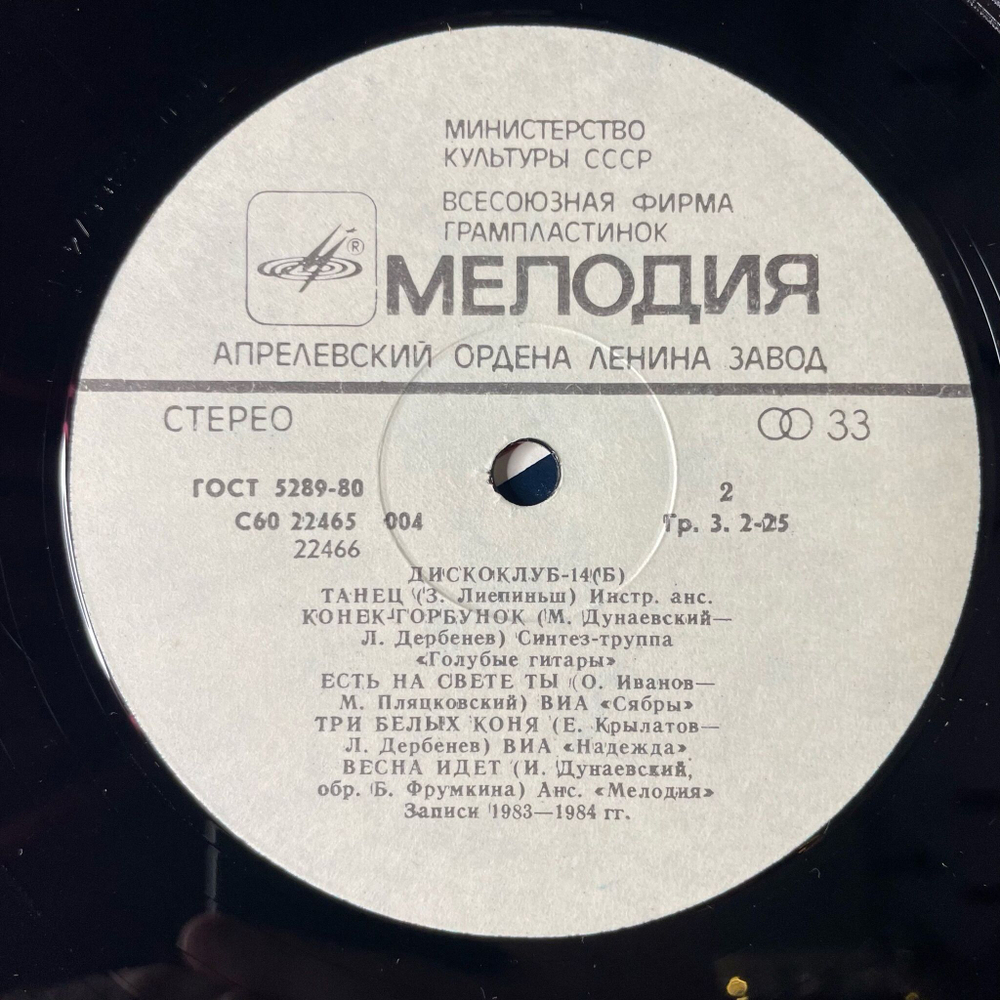 МИНИСТЕРСТВО
КУЛЬТУРЫ СССР
ВСЕСОЮЗНАЯ ФИРМА
ГРАМПЛАСТИНОК
®
МЕЛОДИЯ
АПРЕЛЕВСКИЙ ОРДЕНА ЛЕНИНА ЗАВОД
СТЕРЕО 33
ГОСТ 5289-80 2
С60 22465 004 Гр. 3. 2-25
22466
ДИСКОКЛУБ-14(Б)
ТАНЕЦ (З. Лиепиньш) Инстр. анс.
КОНЕК-ГОРБУНОК (М. Дунаевский—
Л. Дербенев) Синтез-труппа
«Голубые гитары»
ЕСТЬ НА СВЕТЕ ТЫ (О. Иванов—
М. Пляцковский) ВИА «Сябры»
ТРИ БЕЛЫХ КОНЯ (Е. Крылатов—
Л. Дербенев) ВИА «Надежда»
ВЕСНА ИДЕТ (И. Дунаевский,
обр. Б. Фрумкина) Анс. «Мелодия»
Записи 1983—1984 гг.